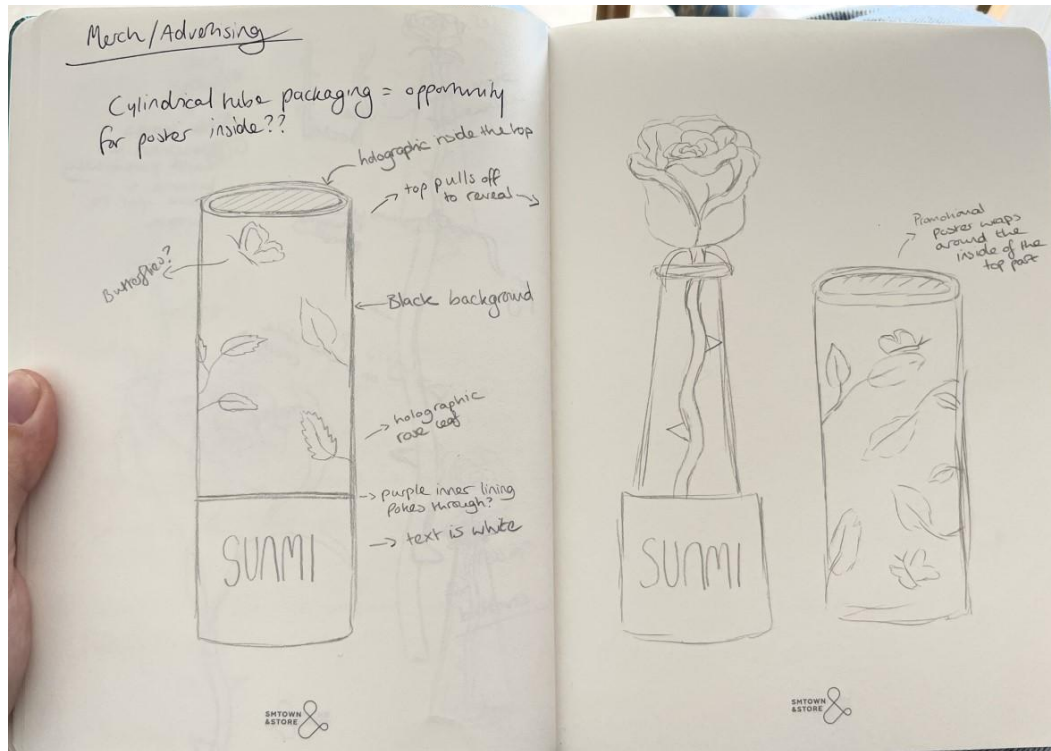 Merch/Advertising
Cylindrical tube packaging = opportunity
for poster inside??
holographic inside the top
top pulls off
to reveal
Butterflies?
Black background
holographic
rose leaf
purple inner lining
pokes through?
text is white
SUNMI
SMTOWN
&STORE
Promotional
poster wraps
around the
inside of the
top part
SUNMI
SMTOWN
&STORE